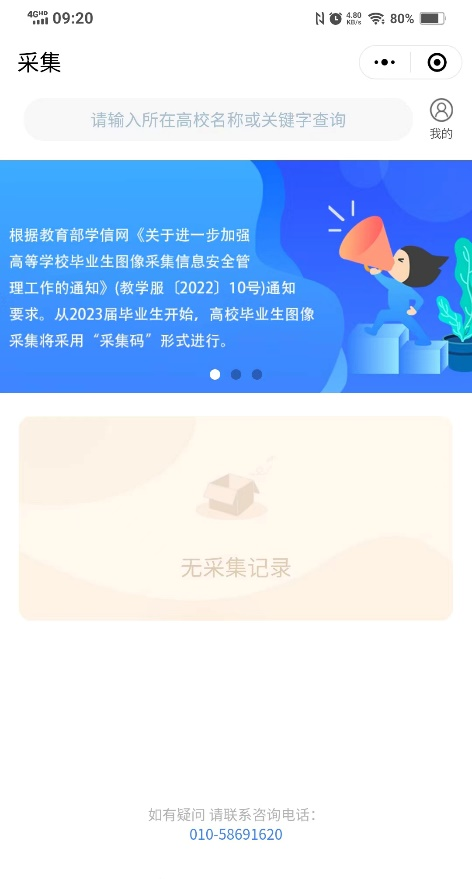 4GHD 09:20 4.80 KB/s 80%
采集
请输入所在高校名称或关键字查询
我的
根据教育部学信网《关于进一步加强
高等学校毕业生图像采集信息安全管
理工作的通知》(教学服〔2022〕10号)通知
要求。从2023届毕业生开始，高校毕业生图像
采集将采用“采集码”形式进行。
无采集记录
如有疑问 请联系咨询电话：
010-58691620